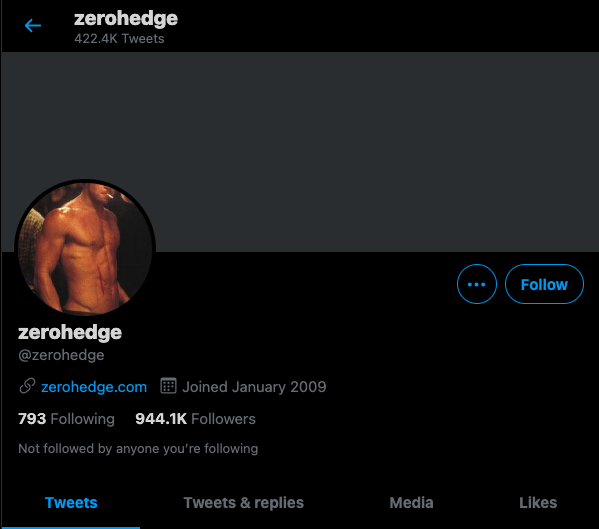 zerohedge
422.4K Tweets
Follow
zerohedge
@zerohedge
zerohedge.com Joined January 2009
793 Following 944.1K Followers
Not followed by anyone you're following
Tweets Tweets & replies Media Likes